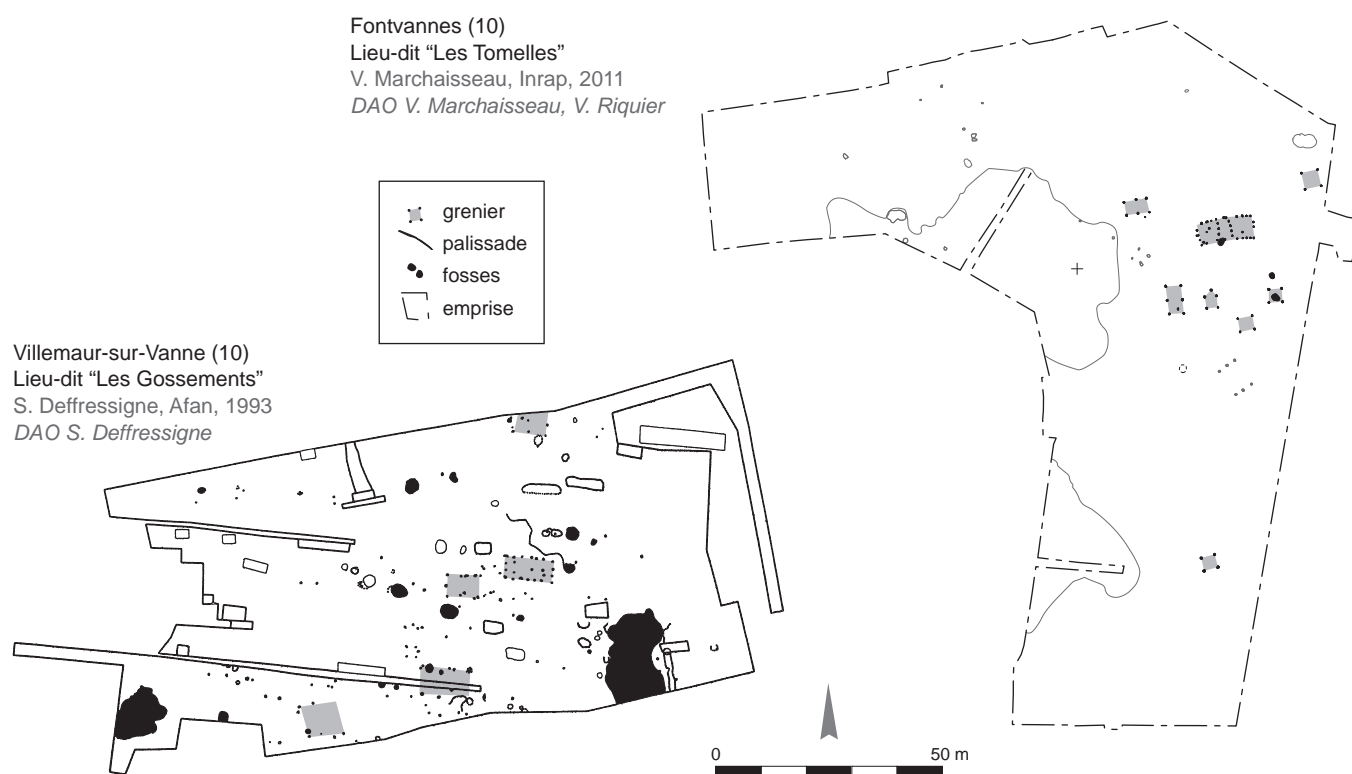 Fontvannes (10)
Lieu-dit “Les Tomelles”
V. Marchaisseau, Inrap, 2011
DAO V. Marchaisseau, V. Riquier
grenier
palissade
fosses
emprise
Villemaur-sur-Vanne (10)
Lieu-dit “Les Gossements”
S. Deffressigne, Afan, 1993
DAO S. Deffressigne
0 50 m